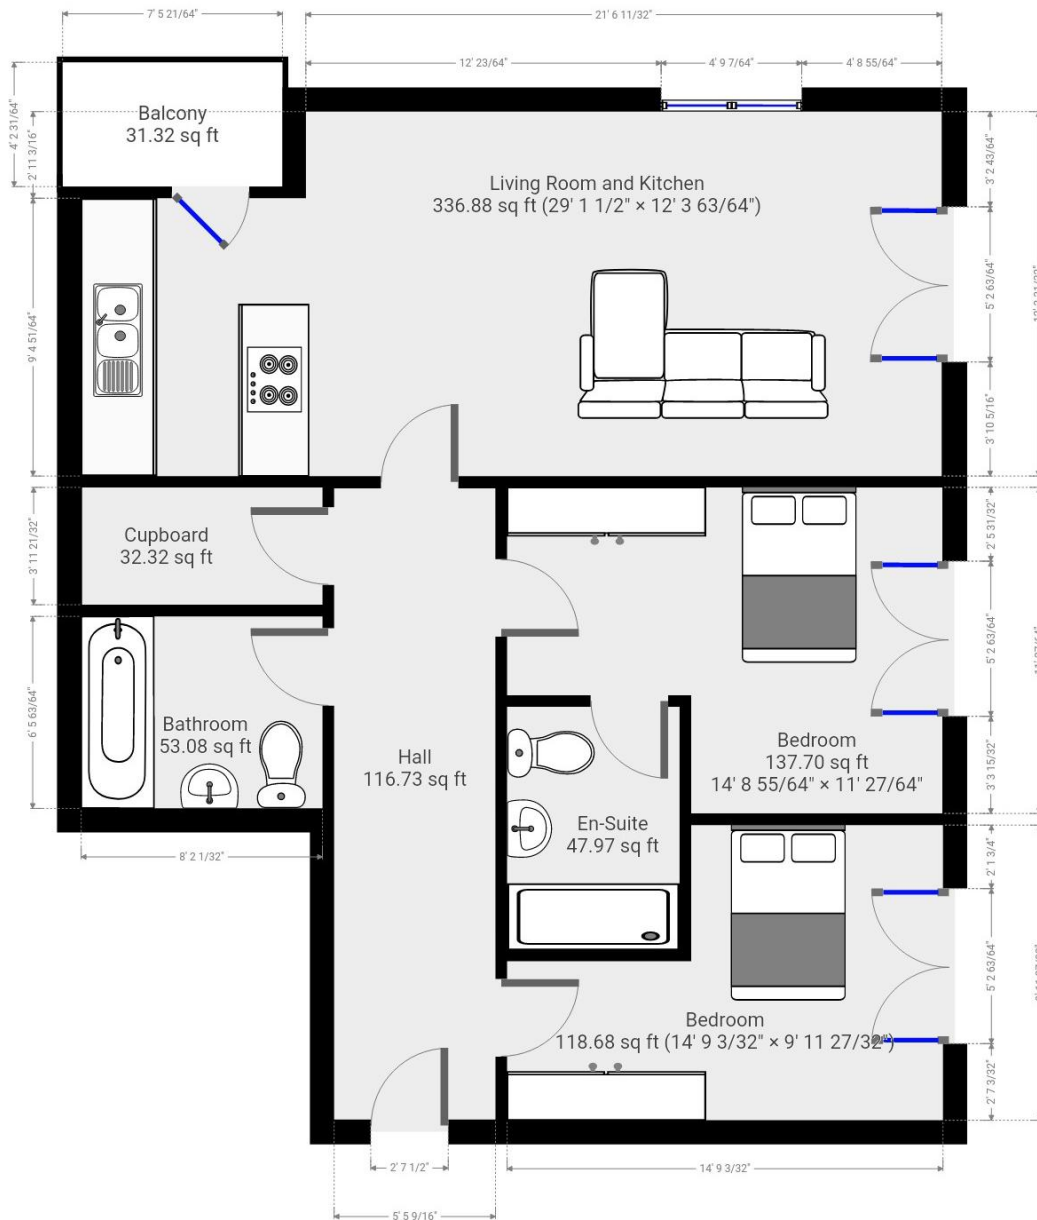 7' 5 21/64"
21' 6 11/32"
12' 23/64"
4' 9 7/64"
4' 8 55/64"
4' 2 31/64"
2' 11 3/16"
Balcony
31.32 sq ft
Living Room and Kitchen
336.88 sq ft (29' 1 1/2" × 12' 3 63/64")
3' 2 43/64"
5' 2 63/64"
9' 4 51/64"
3' 10 5/16"
Cupboard
32.32 sq ft
3' 11 21/32"
2' 5 31/32"
5' 2 63/64"
6' 5 63/64"
Bathroom
53.08 sq ft
Hall
116.73 sq ft
Bedroom
137.70 sq ft
14' 8 55/64" × 11' 27/64"
3' 3 15/32"
En-Suite
47.97 sq ft
8' 2 1/32"
2' 1 3/4"
5' 2 63/64"
Bedroom
118.68 sq ft (14' 9 3/32" × 9' 11 27/32")
2' 7 3/32"
2' 7 1/2"
14' 9 3/32"
5' 5 9/16"